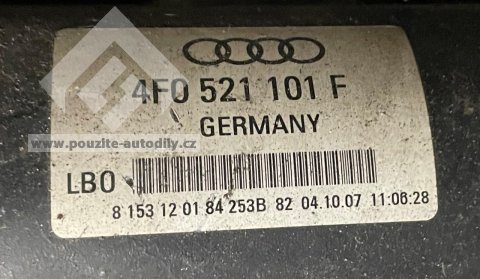 4F0 521 101 F
GERMANY
www.pouzite-autodily.cz
LBO
8 153 12 01 84 253B 82 04.10.07 11:06:28